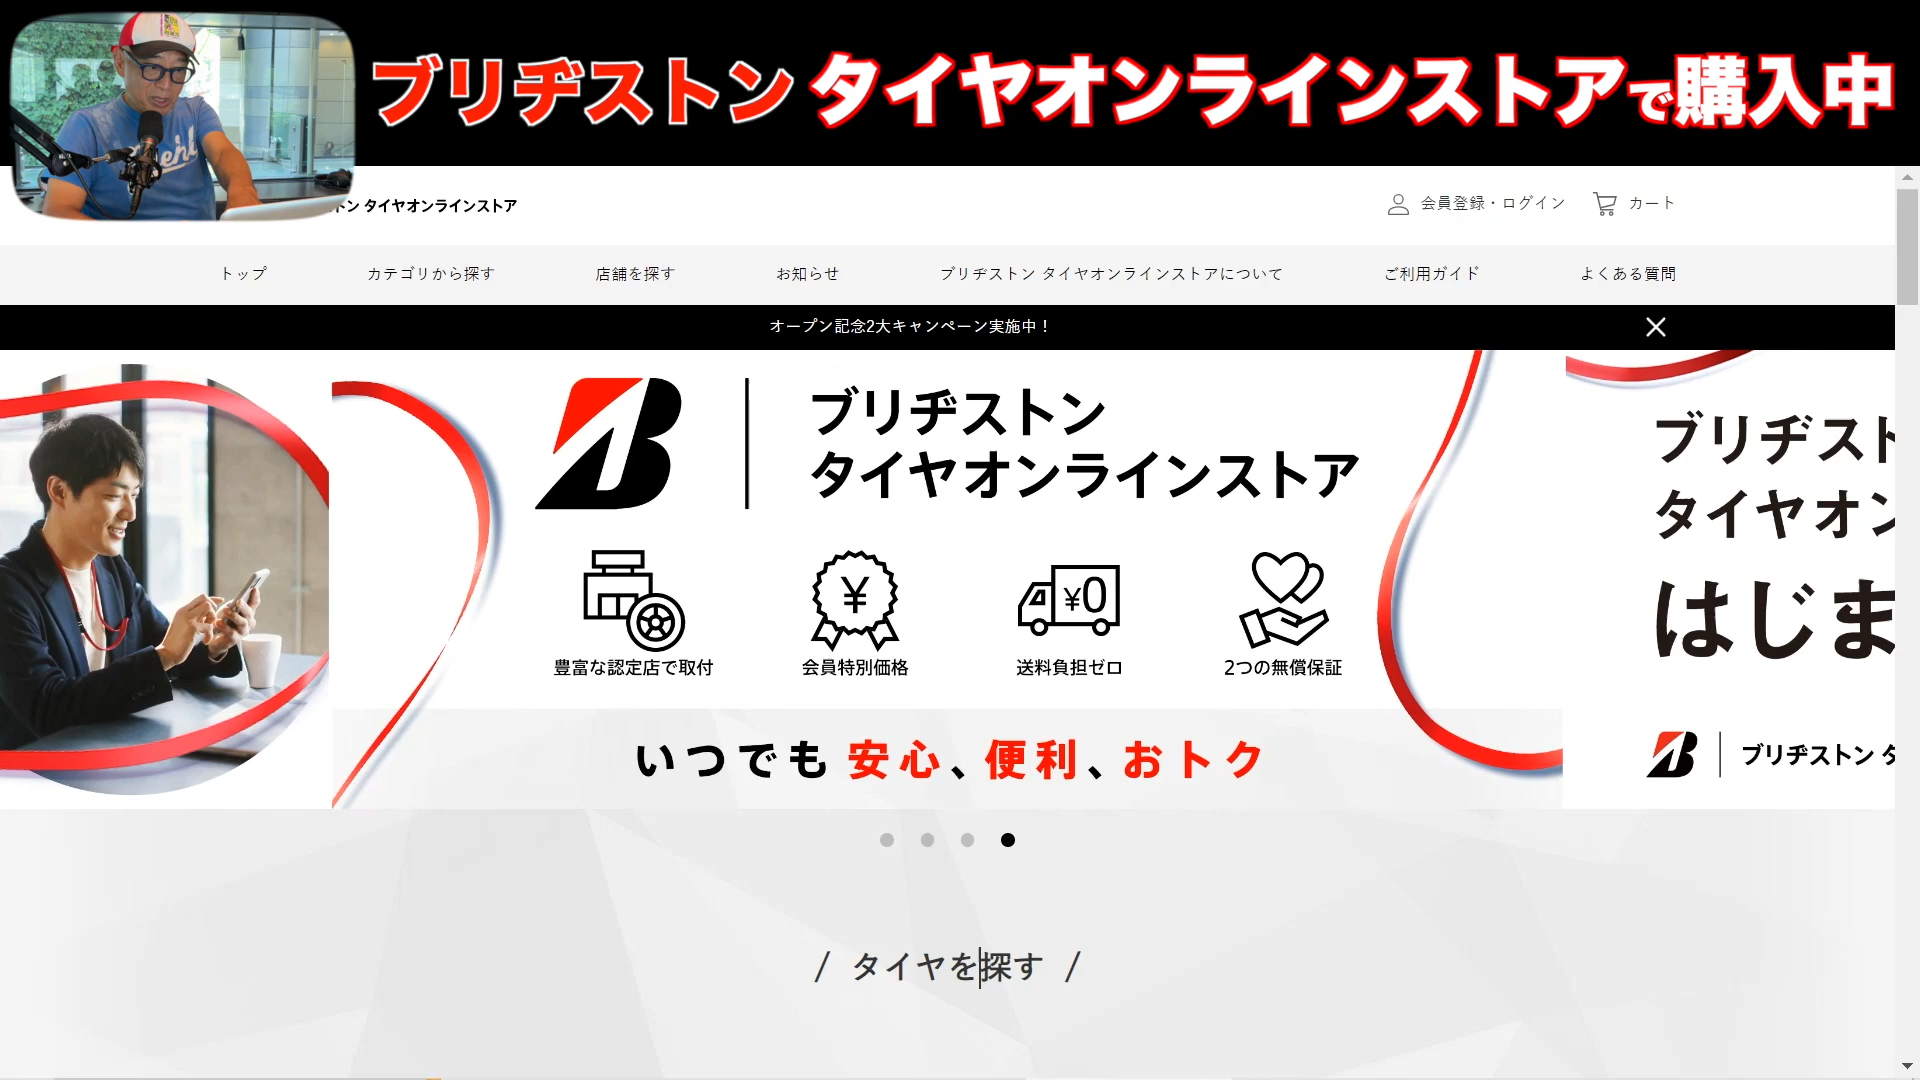 ブリヂストン タイヤオンラインストアで購入中
トン タイヤオンラインストア
会員登録・ログイン
カート
トップ
カテゴリから探す
店舗を探す
お知らせ
ブリヂストン タイヤオンラインストアについて
ご利用ガイド
よくある質問
オープン記念2大キャンペーン実施中！
ブリヂストン
タイヤオンラインストア
豊富な認定店で取付
¥
会員特別価格
¥0
送料負担ゼロ
2つの無償保証
いつでも 安心、便利、おトク
ブリヂスト
タイヤオン
はじま
ブリヂストン タ
/ タイヤを探す /